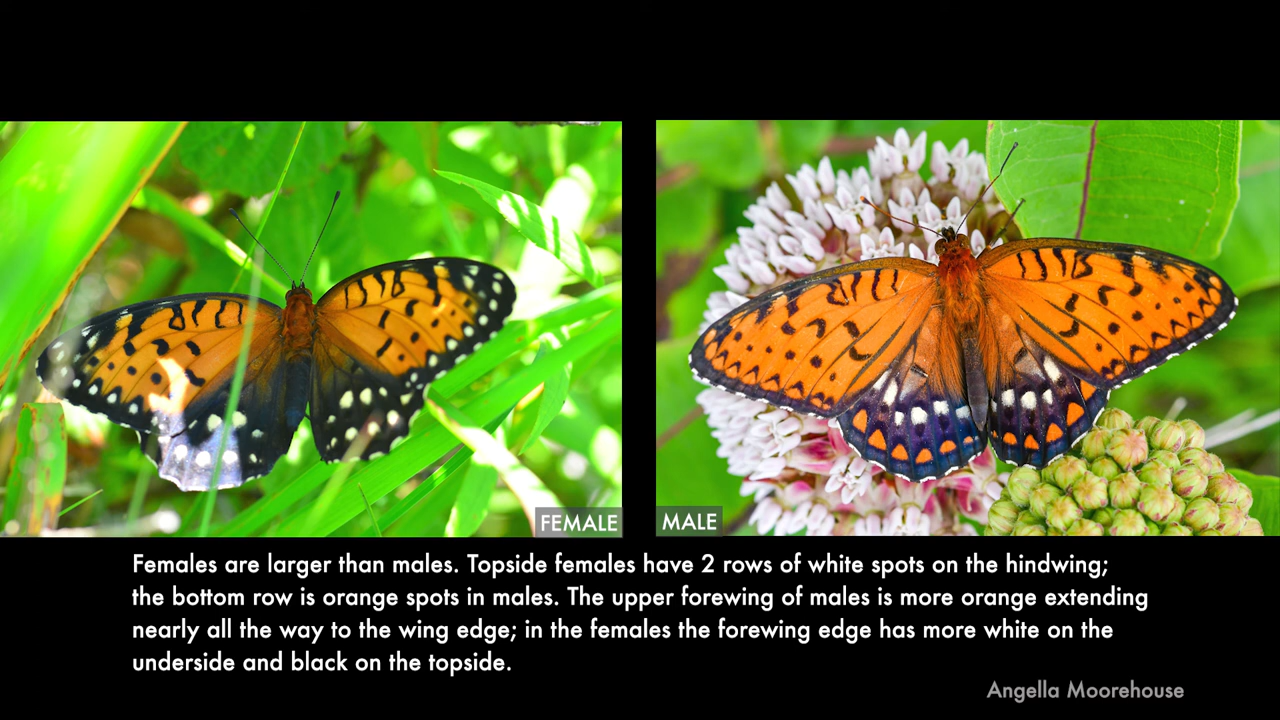 FEMALE
MALE
Females are larger than males. Topside females have 2 rows of white spots on the hindwing;
the bottom row is orange spots in males. The upper forewing of males is more orange extending
nearly all the way to the wing edge; in the females the forewing edge has more white on the
underside and black on the topside.
Angella Moorehouse